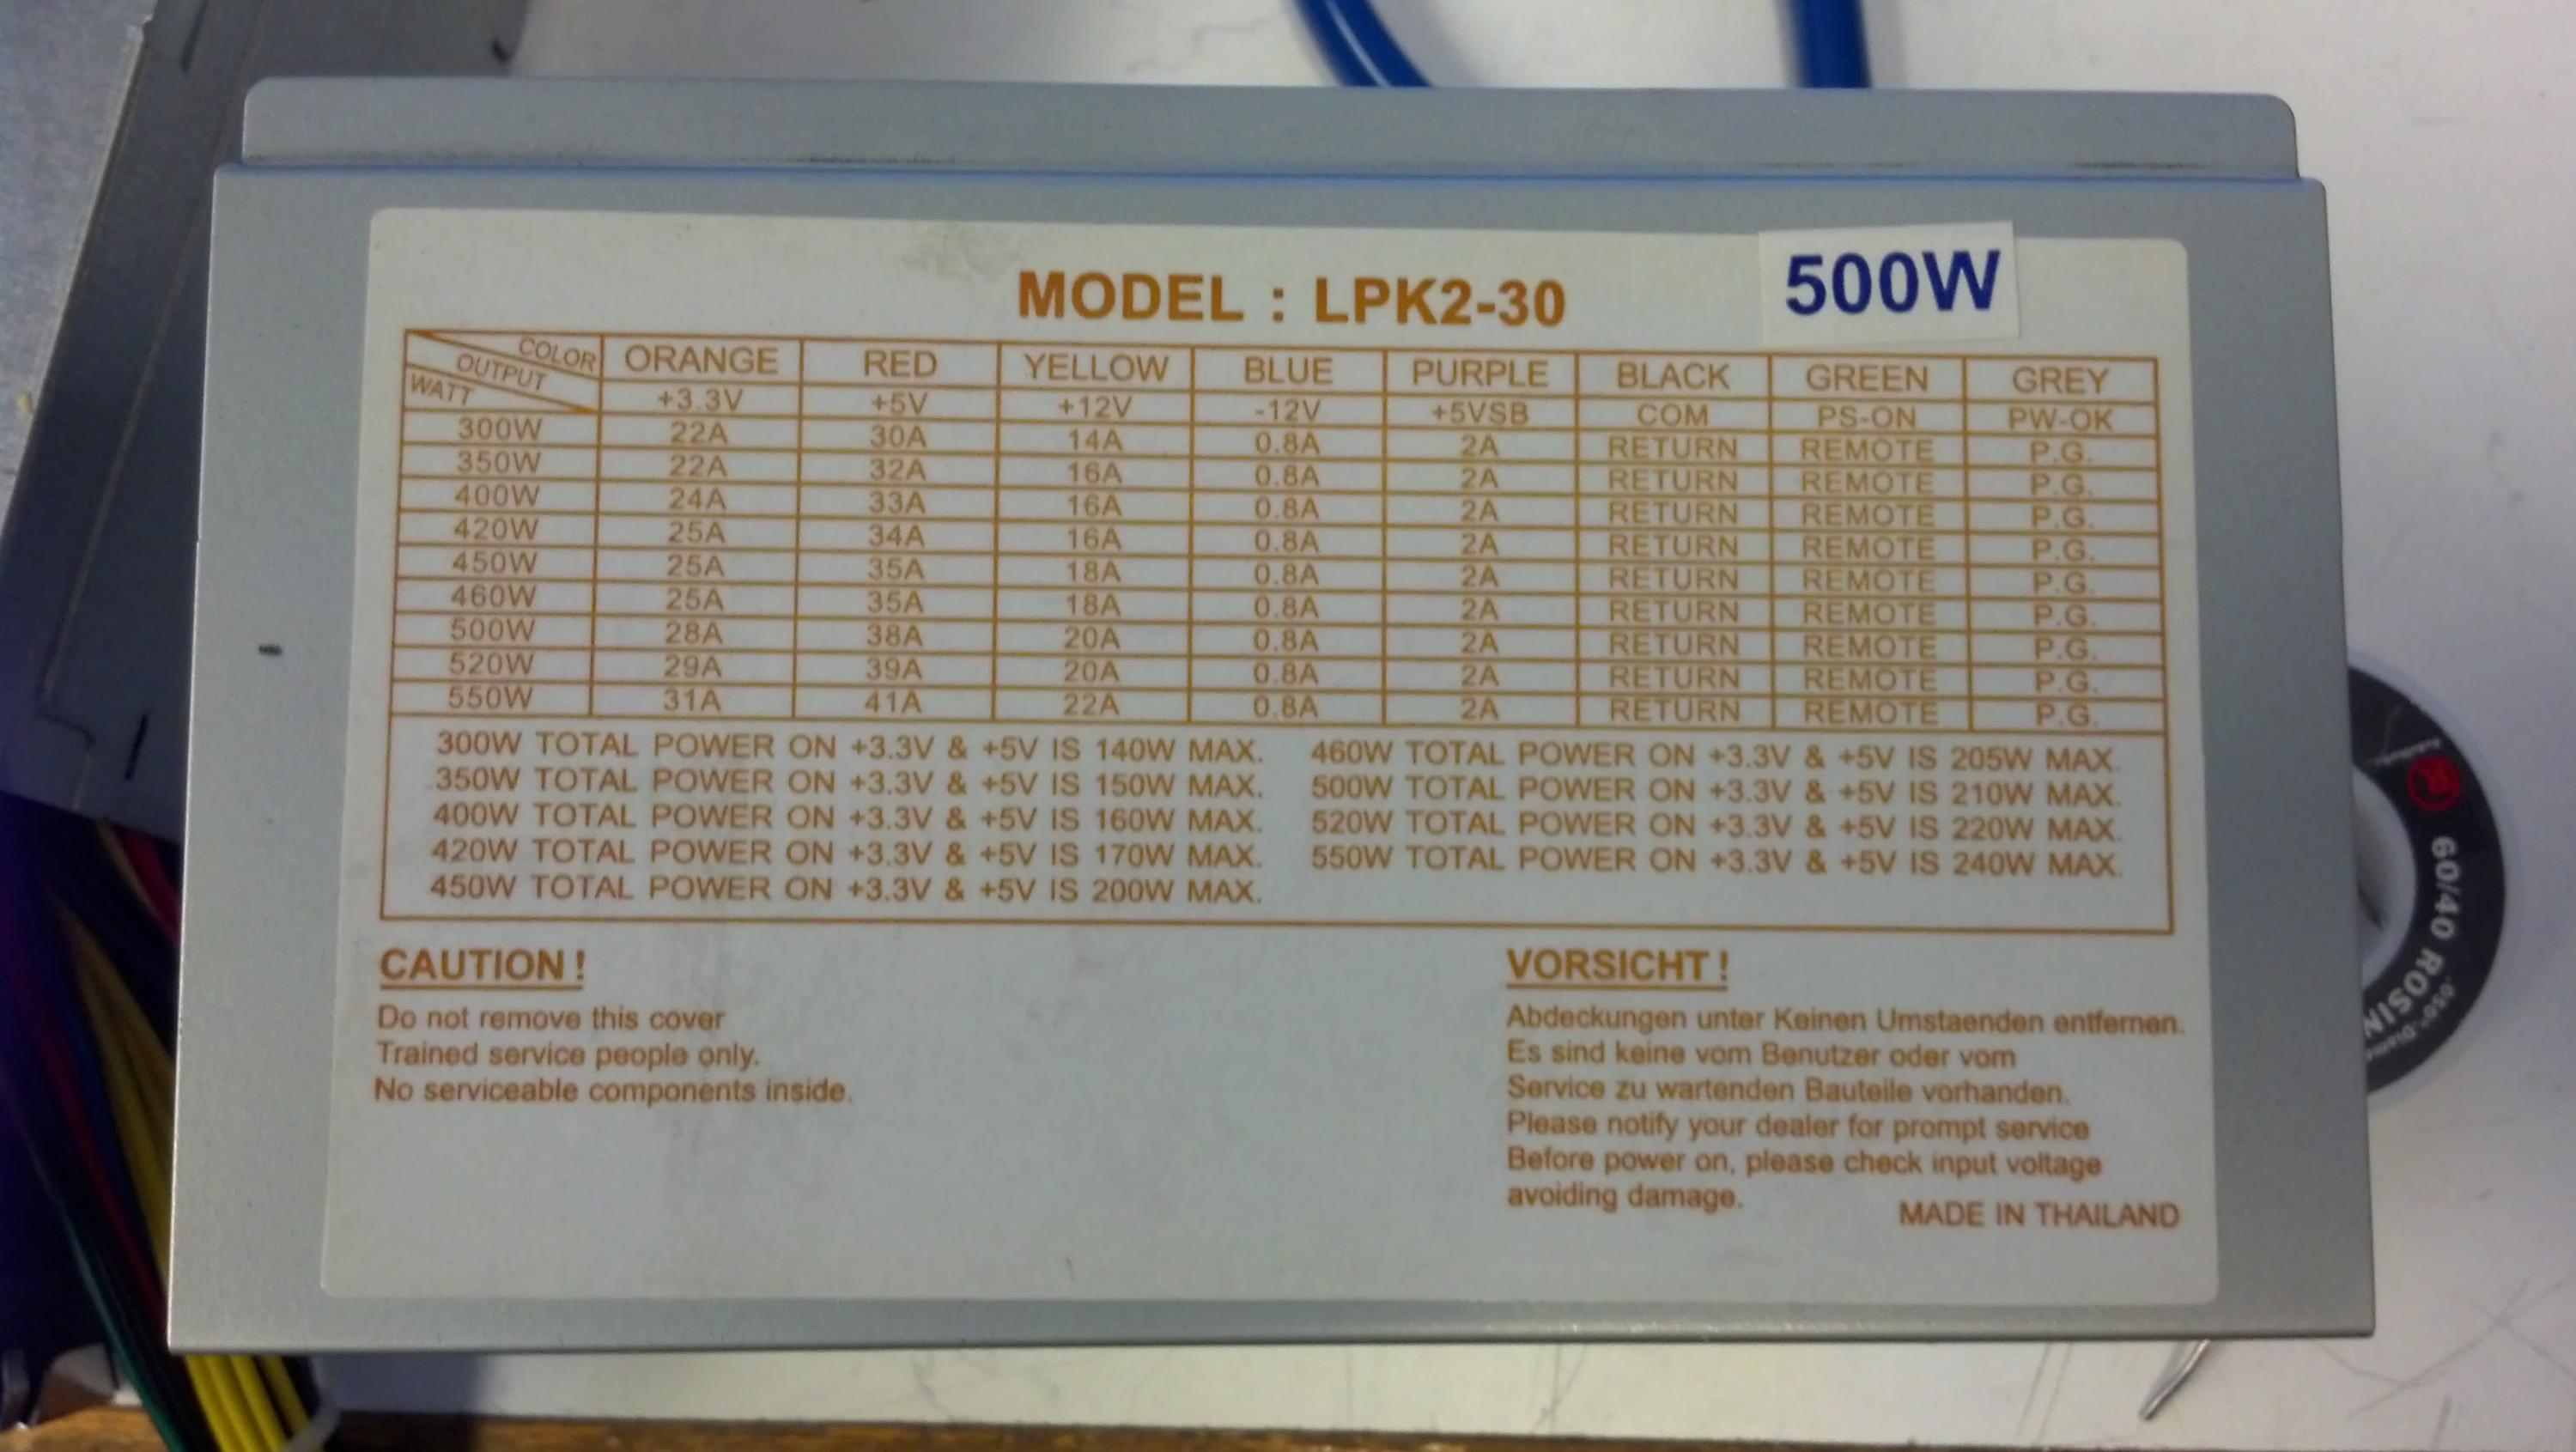 MODEL : LPK2-30
500W
COLOR ORANGE RED YELLOW BLUE PURPLE BLACK GREEN GREY
OUTPUT +3.3V +5V +12V -12V +5VSB COM PS-ON PW-OK
WATT
300W 22A 30A 14A 0.8A 2A RETURN REMOTE P.G.
350W 22A 32A 16A 0.8A 2A RETURN REMOTE P.G.
400W 24A 33A 16A 0.8A 2A RETURN REMOTE P.G.
420W 25A 34A 16A 0.8A 2A RETURN REMOTE P.G.
450W 25A 35A 18A 0.8A 2A RETURN REMOTE P.G.
460W 25A 35A 18A 0.8A 2A RETURN REMOTE P.G.
500W 28A 38A 20A 0.8A 2A RETURN REMOTE P.G.
520W 29A 39A 20A 0.8A 2A RETURN REMOTE P.G.
550W 31A 41A 22A 0.8A 2A RETURN REMOTE P.G.
300W TOTAL POWER ON +3.3V & +5V IS 140W MAX.
350W TOTAL POWER ON +3.3V & +5V IS 150W MAX.
400W TOTAL POWER ON +3.3V & +5V IS 160W MAX.
420W TOTAL POWER ON +3.3V & +5V IS 170W MAX.
450W TOTAL POWER ON +3.3V & +5V IS 200W MAX.
460W TOTAL POWER ON +3.3V & +5V IS 205W MAX.
500W TOTAL POWER ON +3.3V & +5V IS 210W MAX.
520W TOTAL POWER ON +3.3V & +5V IS 220W MAX.
550W TOTAL POWER ON +3.3V & +5V IS 240W MAX.
CAUTION !
Do not remove this cover
Trained service people only.
No serviceable components inside.
VORSICHT !
Abdeckungen unter Keinen Umstaenden entfernen.
Es sind keine vom Benutzer oder vom
Service zu wartenden Bauteile vorhanden.
Please notify your dealer for prompt service
Before power on, please check input voltage
avoiding damage.
MADE IN THAILAND
60/40 ROSIN